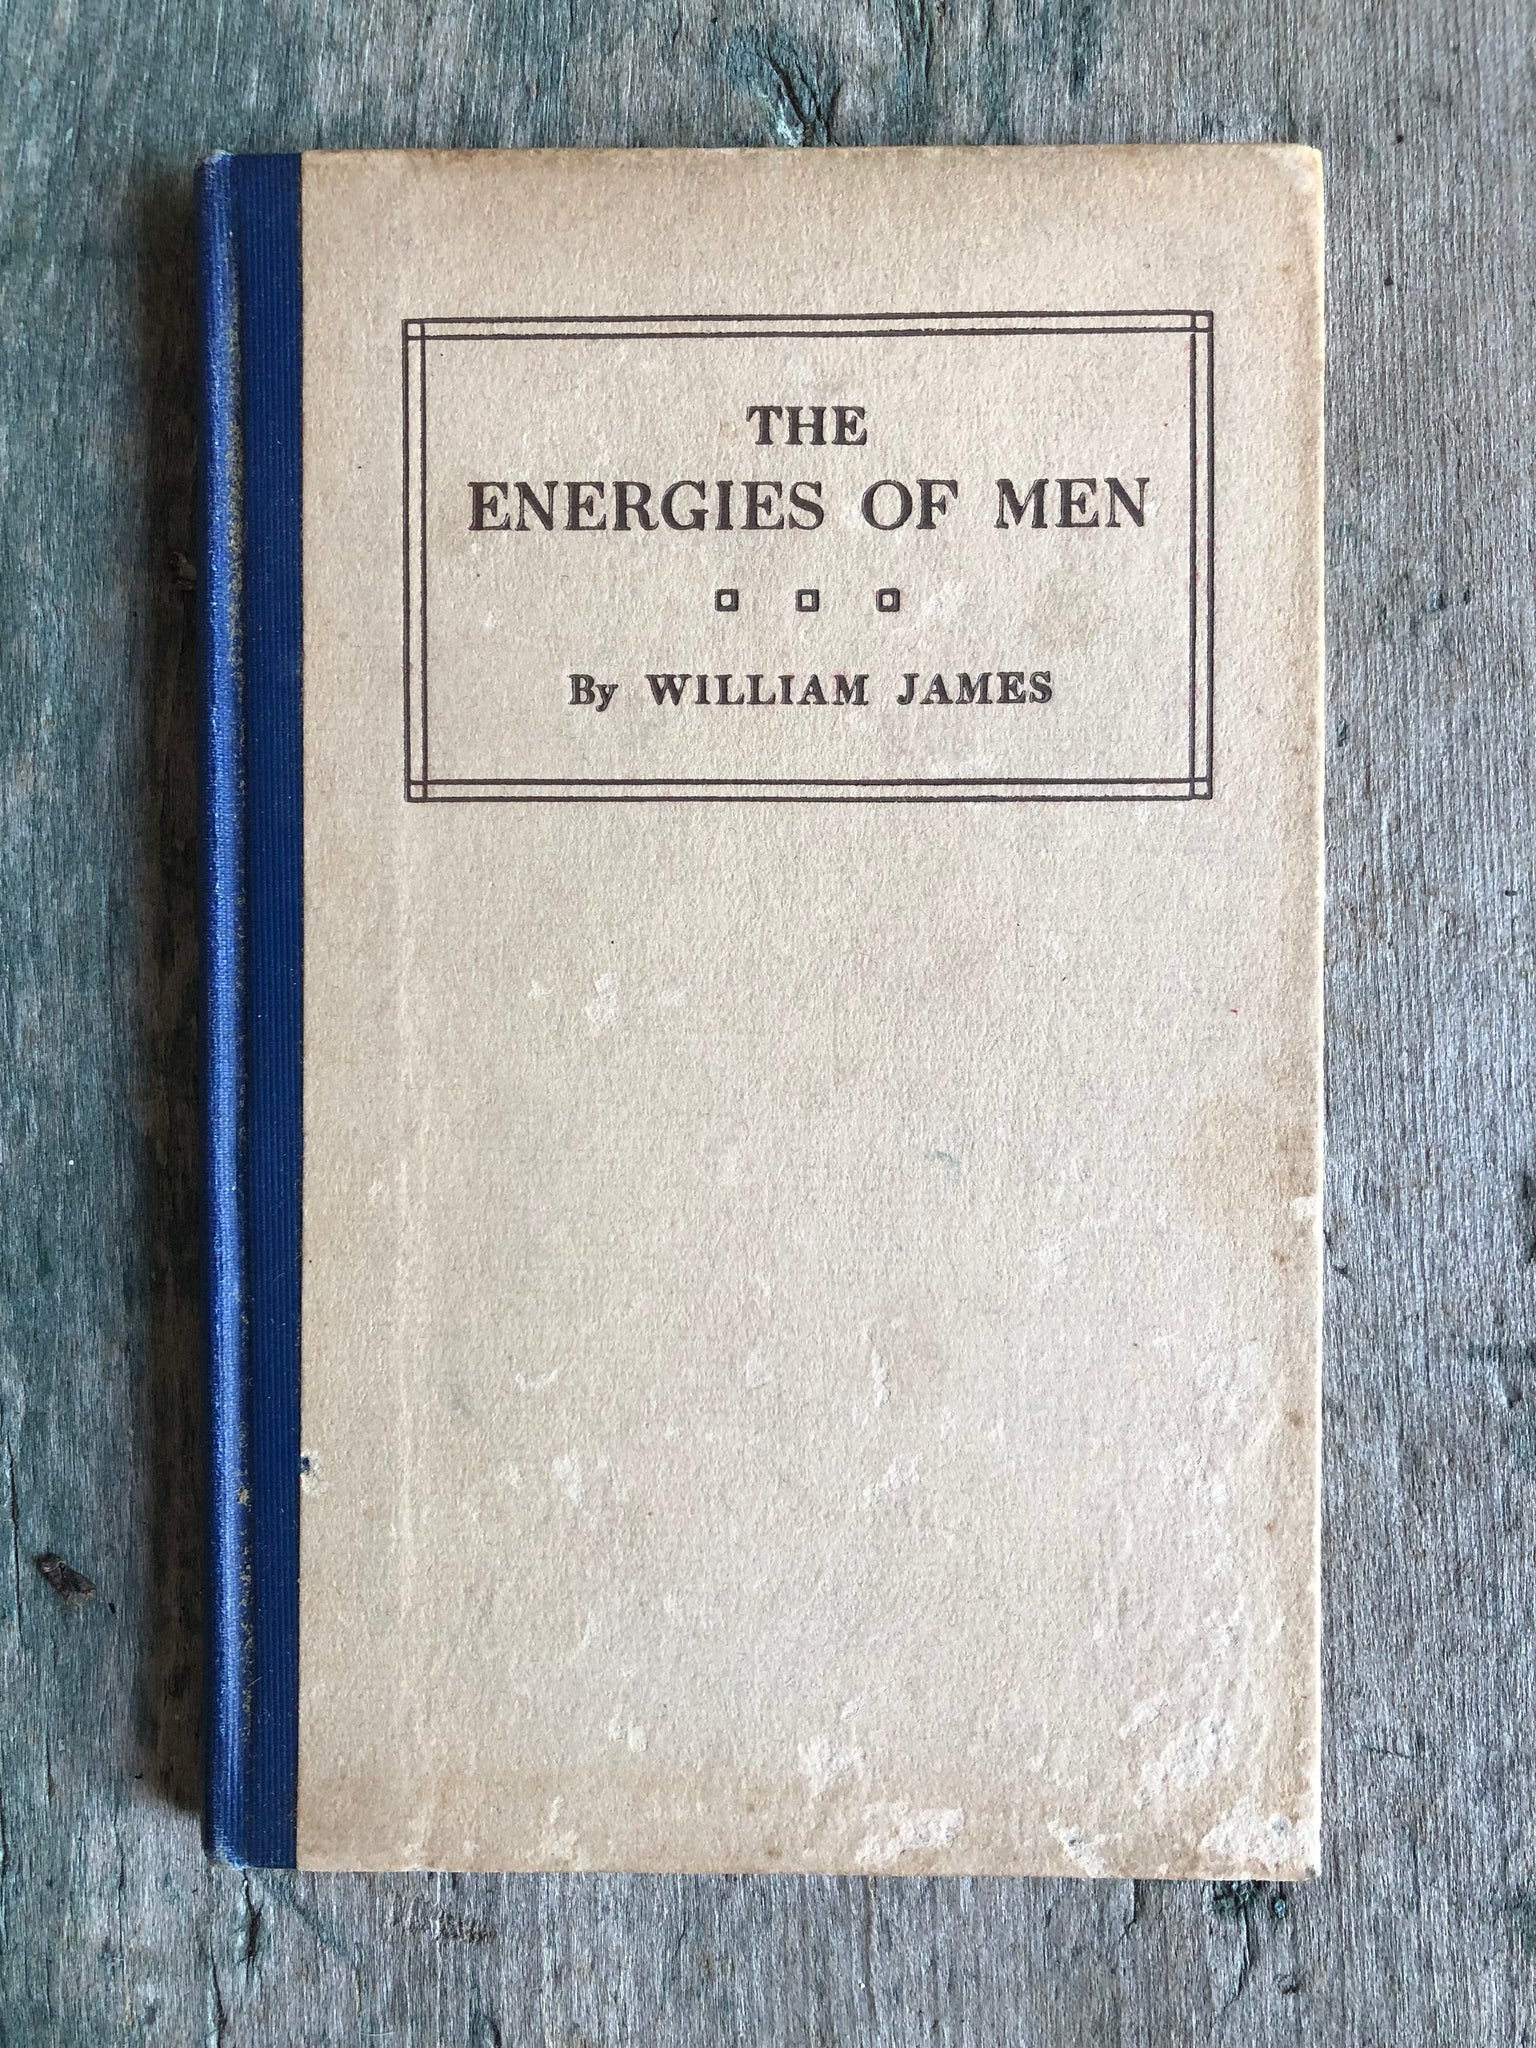 THE
ENERGIES OF MEN
By WILLIAM JAMES